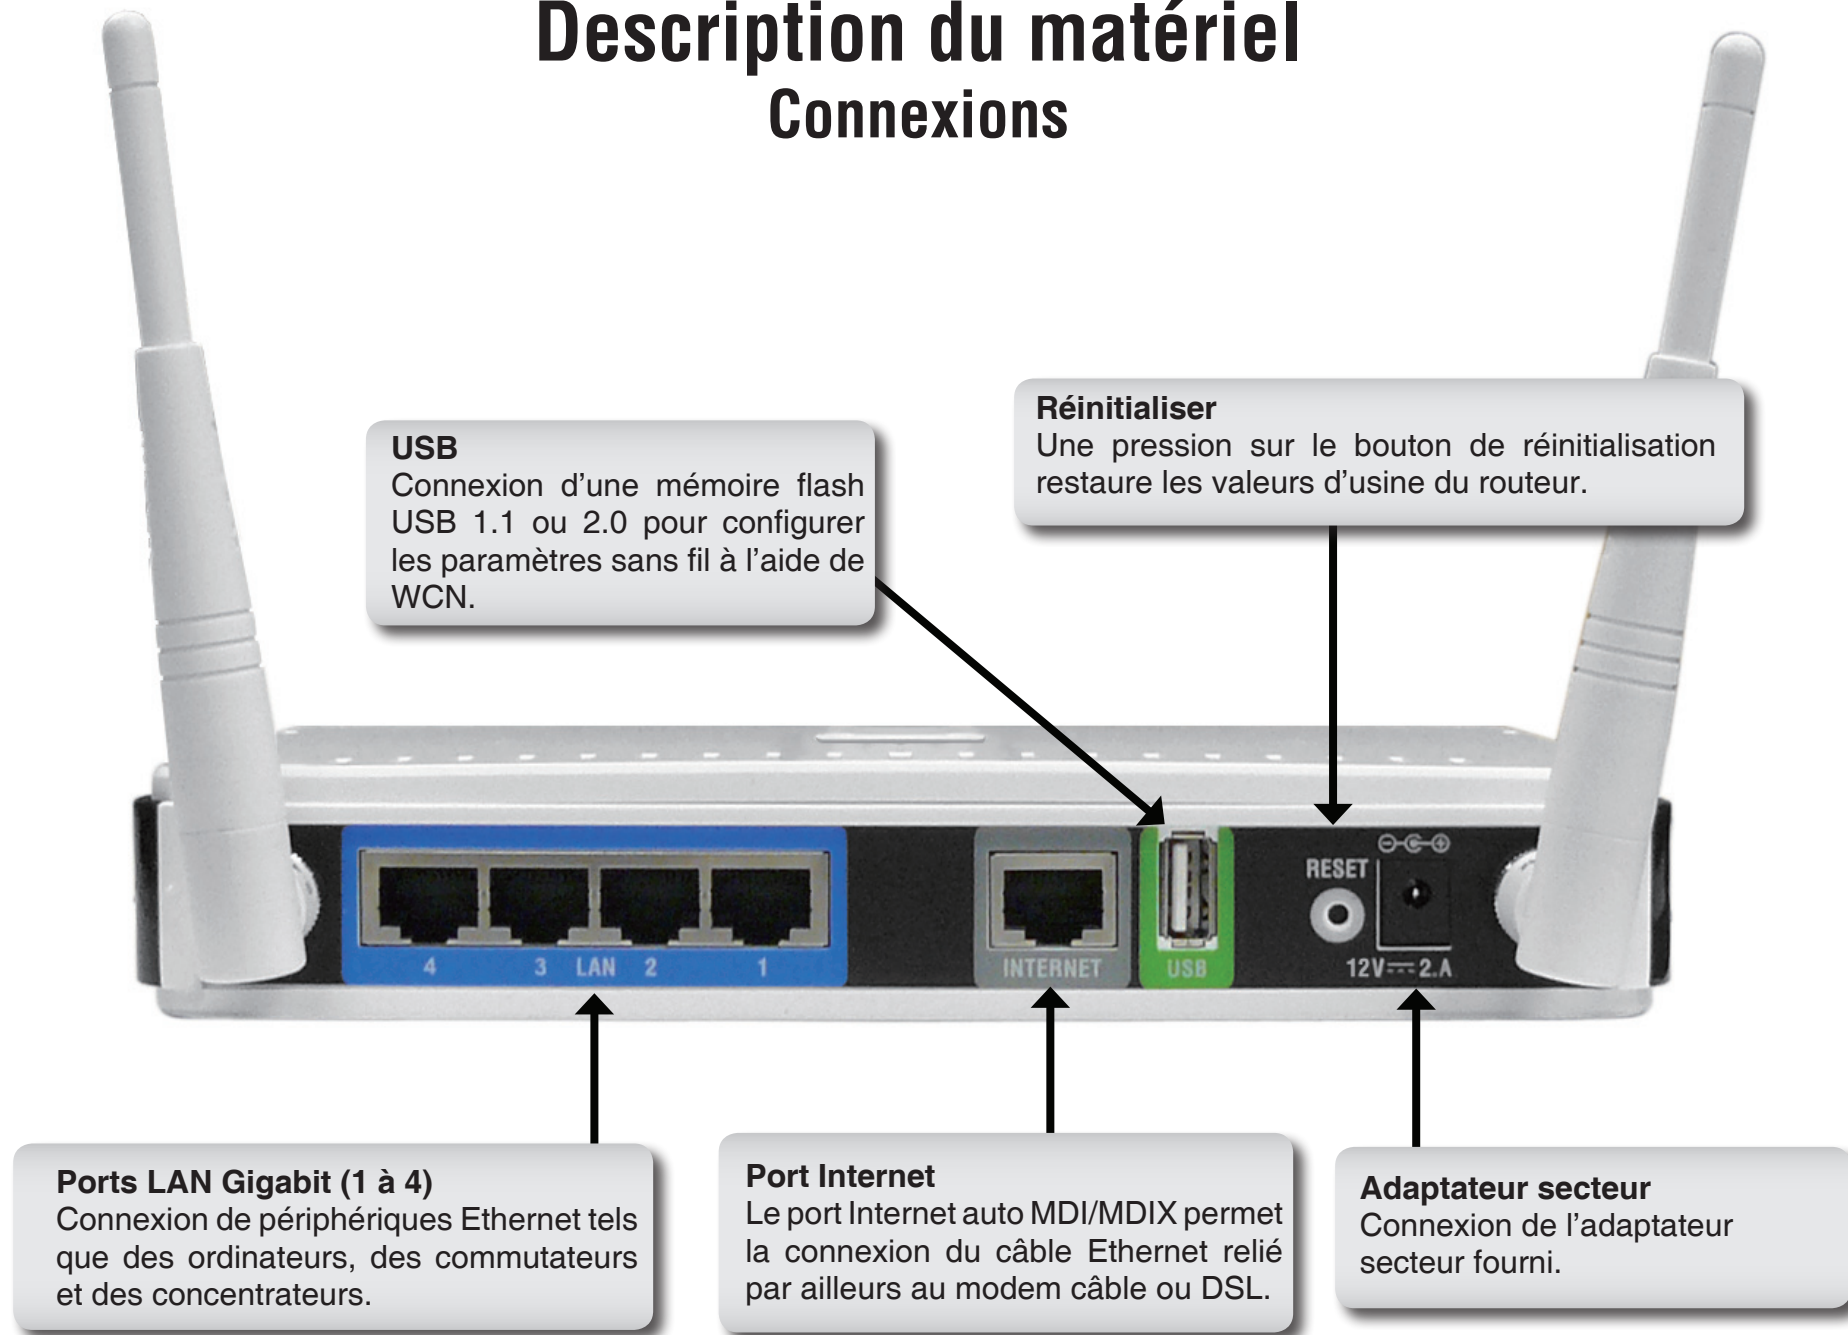 Description du matériel
Connexions
Réinitialiser
Une pression sur le bouton de réinitialisation
restaure les valeurs d'usine du routeur.
USB
Connexion d'une mémoire flash
USB 1.1 ou 2.0 pour configurer
les paramètres sans fil à l'aide de
WCN.
RESET
4 3 LAN 2 1
INTERNET
USB
12V 2.A
Ports LAN Gigabit (1 à 4)
Connexion de périphériques Ethernet tels
que des ordinateurs, des commutateurs
et des concentrateurs.
Port Internet
Le port Internet auto MDI/MDIX permet
la connexion du câble Ethernet relié
par ailleurs au modem câble ou DSL.
Adaptateur secteur
Connexion de l'adaptateur
secteur fourni.